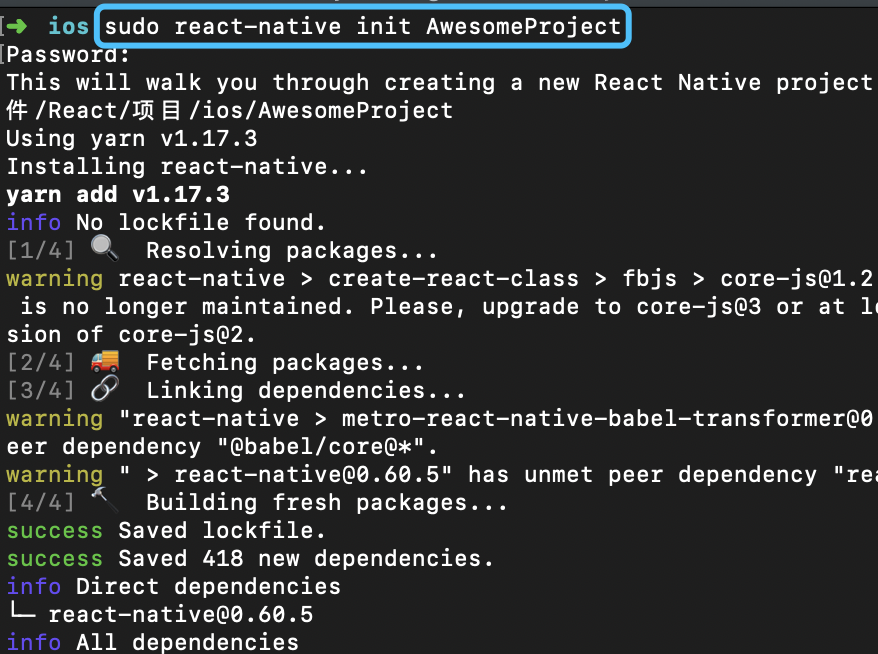 ➜ ios sudo react-native init AwesomeProject
Password:
This will walk you through creating a new React Native project
件/React/项目/ios/AwesomeProject
Using yarn v1.17.3
Installing react-native...
yarn add v1.17.3
info No lockfile found.
[1/4] 🔍 Resolving packages...
warning react-native > create-react-class > fbjs > core-js@1.2
is no longer maintained. Please, upgrade to core-js@3 or at le
sion of core-js@2.
[2/4] 🚚 Fetching packages...
[3/4] 🔗 Linking dependencies...
warning "react-native > metro-react-native-babel-transformer@0
eer dependency "@babel/core@*".
warning " > react-native@0.60.5" has unmet peer dependency "rea
[4/4] 🔨 Building fresh packages...
success Saved lockfile.
success Saved 418 new dependencies.
info Direct dependencies
└─ react-native@0.60.5
info All dependencies